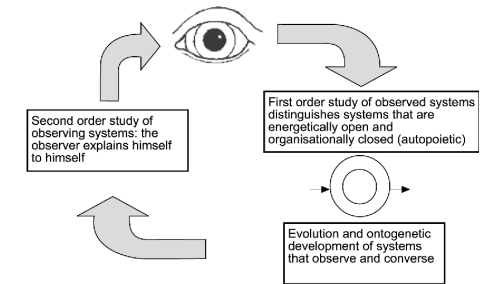 First order study of observed systems
distinguishes systems that are
energetically open and
organisationally closed (autopoietic)
Evolution and ontogenetic
development of systems
that observe and converse
Second order study of
observing systems: the
observer explains himself
to himself